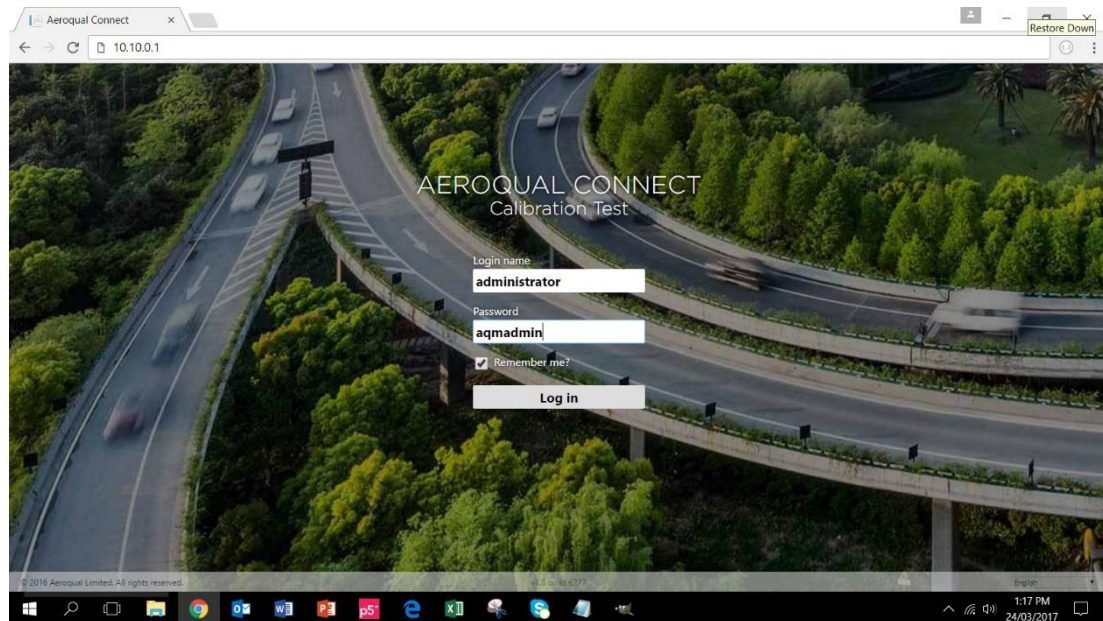 Aeroqual Connect
Restore Down
10.10.0.1
AEROQUAL CONNECT
Calibration Test
Login name
administrator
Password
aqmadmin
Remember me?
Log in
© 2016 Aeroqual Limited. All rights reserved.
English
p5*
1:17 PM
24/03/2017